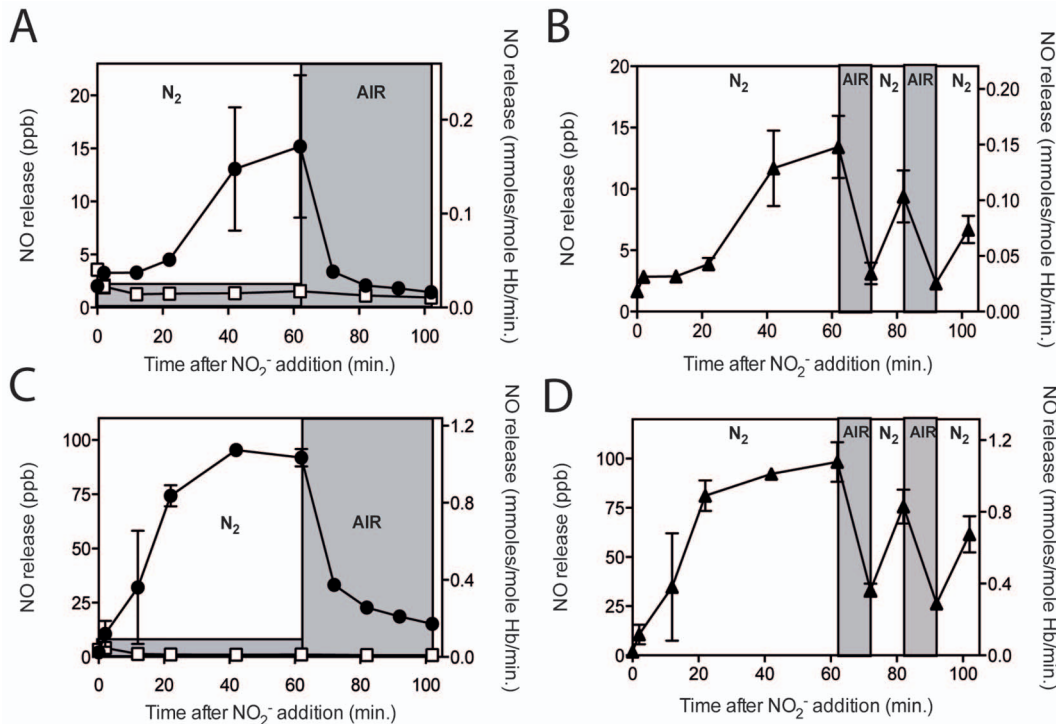 A
NO release (ppb)
20
15
10
5
0
N2
AIR
0.2
0.1
0.0
NO release (mmoles/mole Hb/min.)
0 20 40 60 80 100
Time after NO2- addition (min.)
B
NO release (ppb)
20
15
10
5
0
N2 AIR N2 AIR N2
0.20
0.15
0.10
0.05
0.00
NO release (mmoles/mole Hb/min.)
0 20 40 60 80 100
Time after NO2- addition (min.)
C
NO release (ppb)
100
75
50
25
0
N2
AIR
1.2
0.8
0.4
0.0
NO release (mmoles/mole Hb/min.)
0 20 40 60 80 100
Time after NO2- addition (min.)
D
NO release (ppb)
100
75
50
25
0
N2 AIR N2 AIR N2
1.2
0.8
0.4
0.0
NO release (mmoles/mole Hb/min.)
0 20 40 60 80 100
Time after NO2- addition (min.)